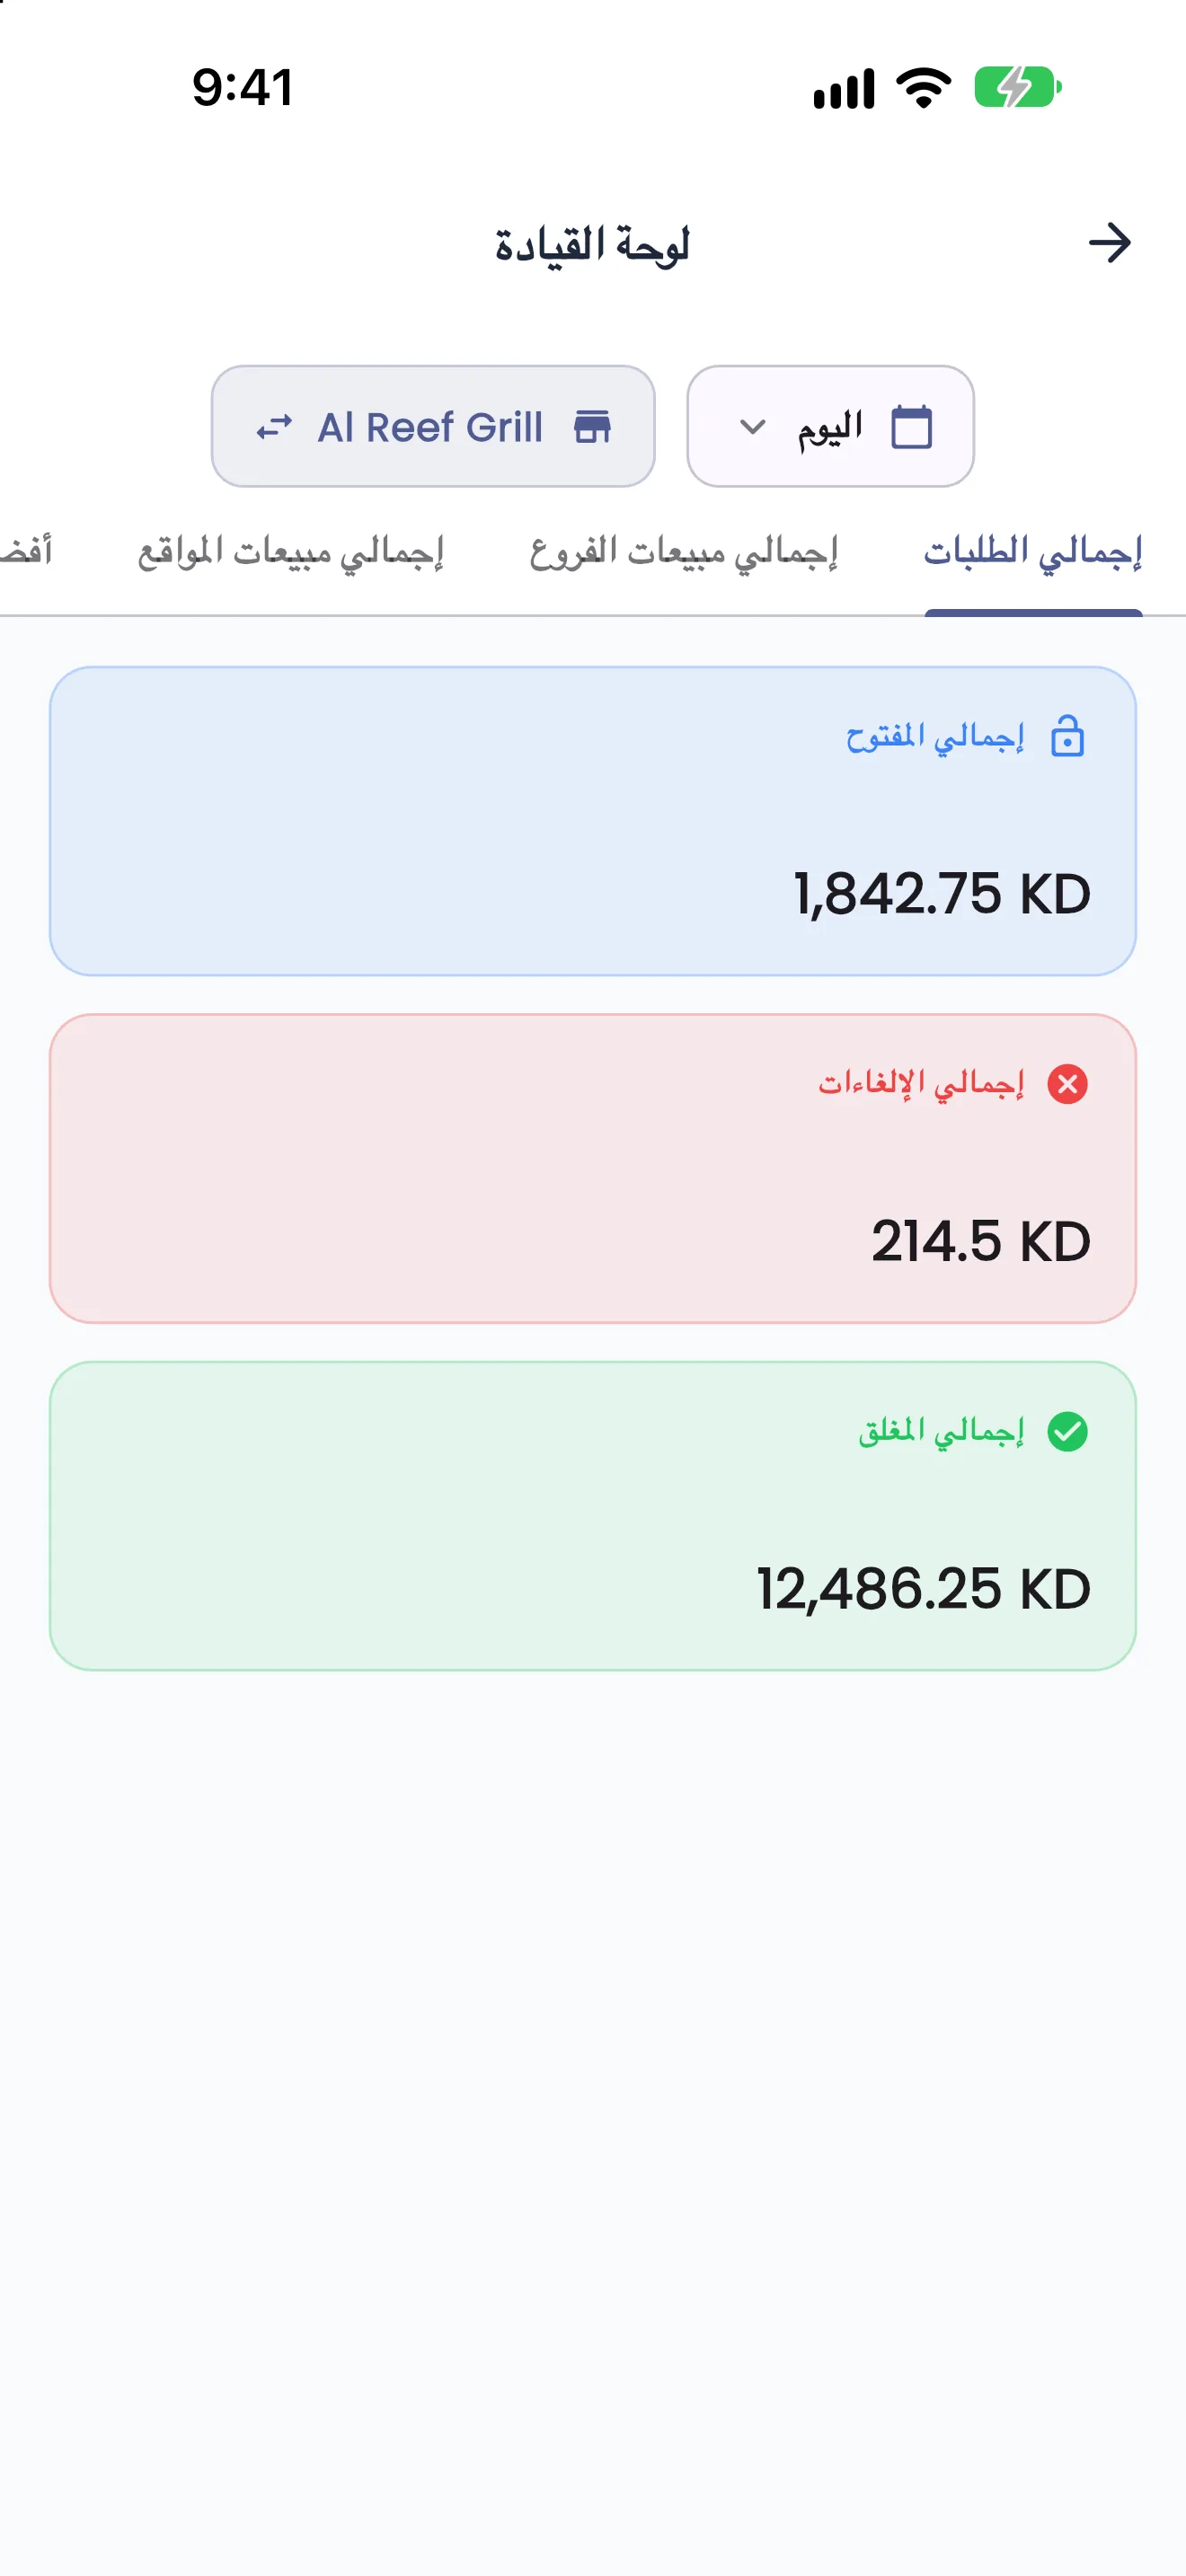 9:41
لوحة القيادة
اليوم
Al Reef Grill
إجمالي الطلبات
إجمالي مبيعات الفروع
إجمالي مبيعات المواقع
أفض
إجمالي المفتوح
1,842.75 KD
إجمالي الإلغاءات
214.5 KD
إجمالي المغلق
12,486.25 KD